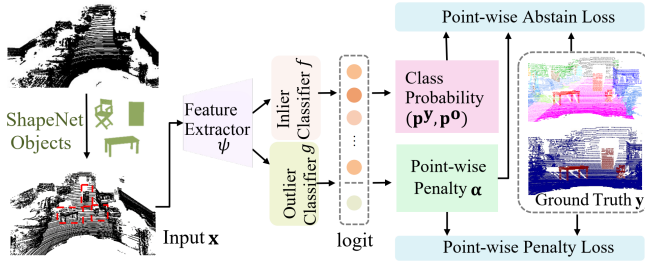 Point-wise Abstain Loss
ShapeNet
Objects
Input x
Feature
Extractor
ψ
Inlier
Classifier f
Outlier
Classifier g
⋮
logit
Class
Probability
(p^y, p^o)
Point-wise
Penalty α
Ground Truth y
Point-wise Penalty Loss